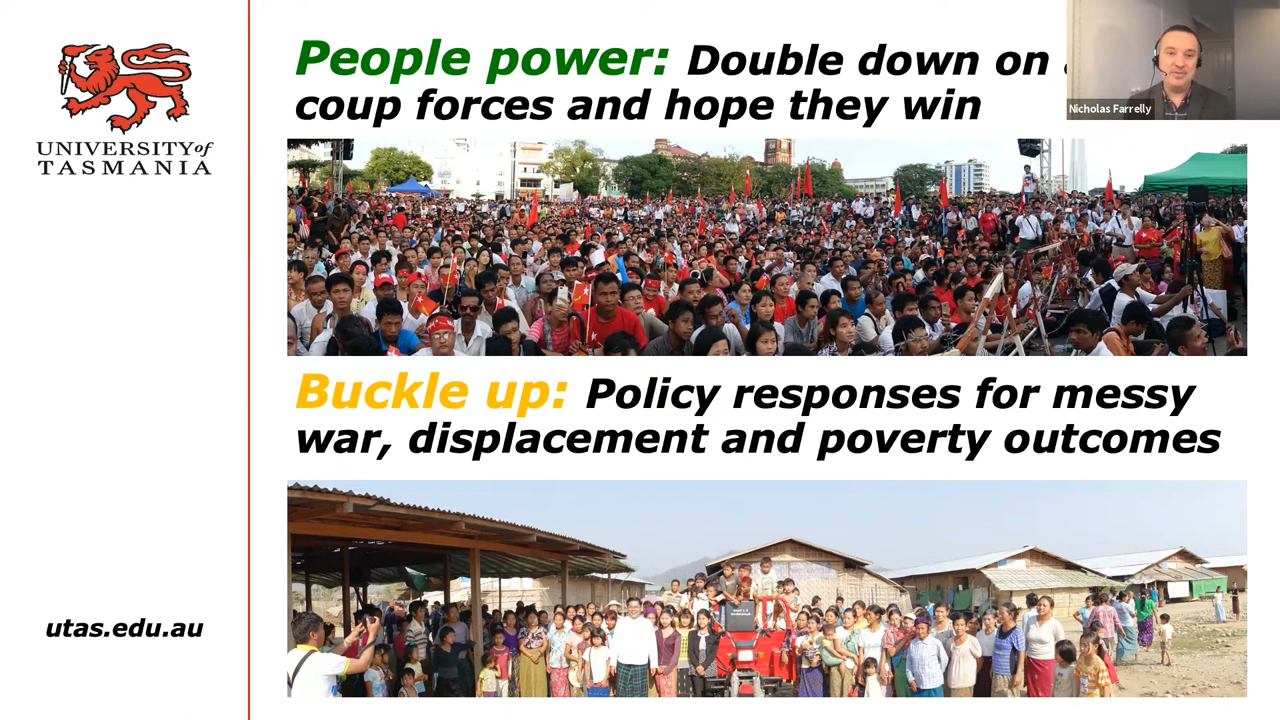 UNIVERSITY of
TASMANIA
People power: Double down on
coup forces and hope they win
Nicholas Farrelly
Buckle up: Policy responses for messy
war, displacement and poverty outcomes
utas.edu.au